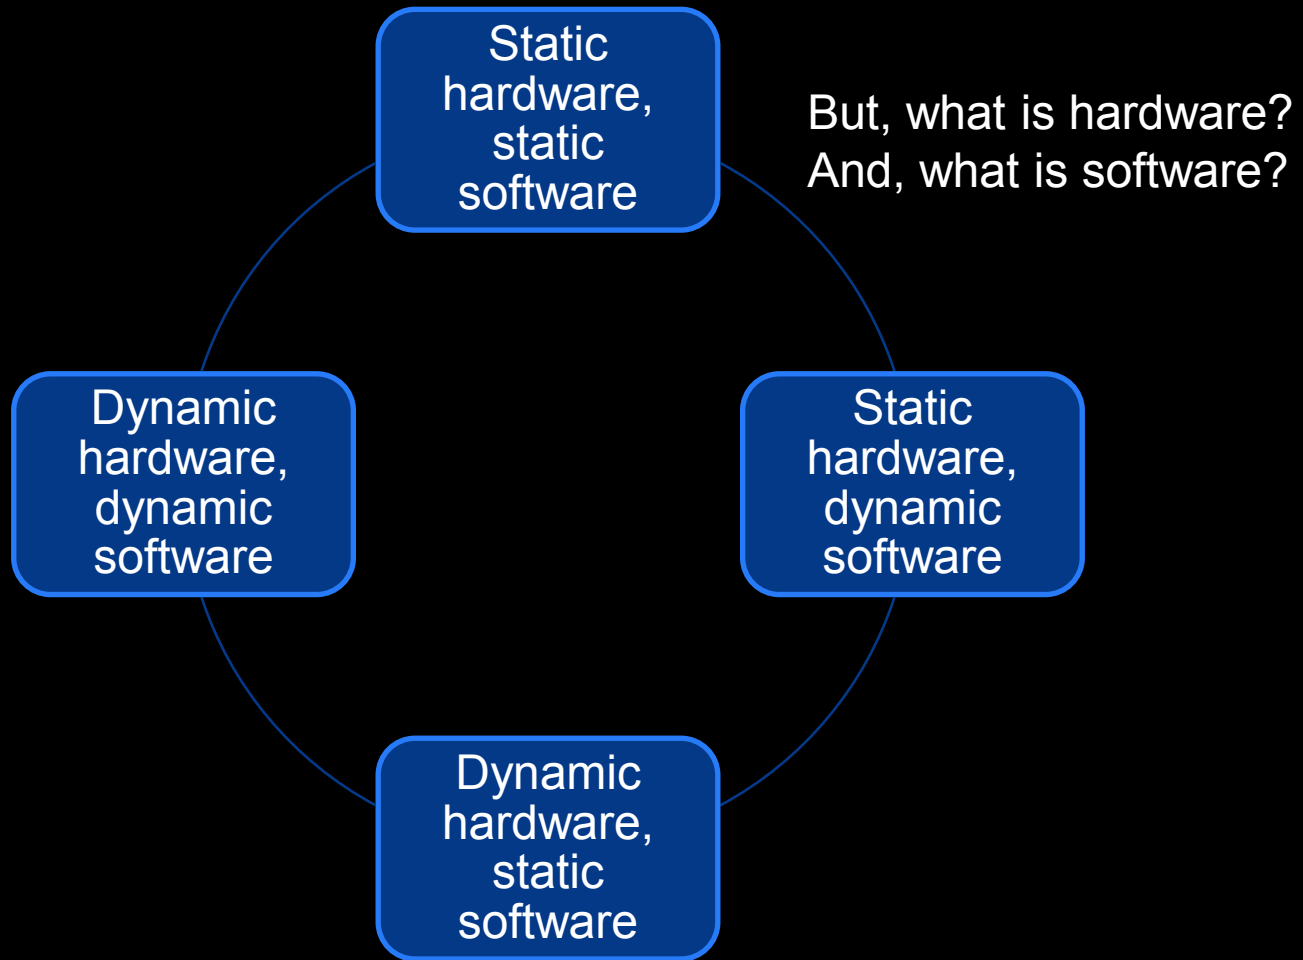 Static
hardware,
static
software
But, what is hardware?
And, what is software?
Dynamic
hardware,
dynamic
software
Static
hardware,
dynamic
software
Dynamic
hardware,
static
software